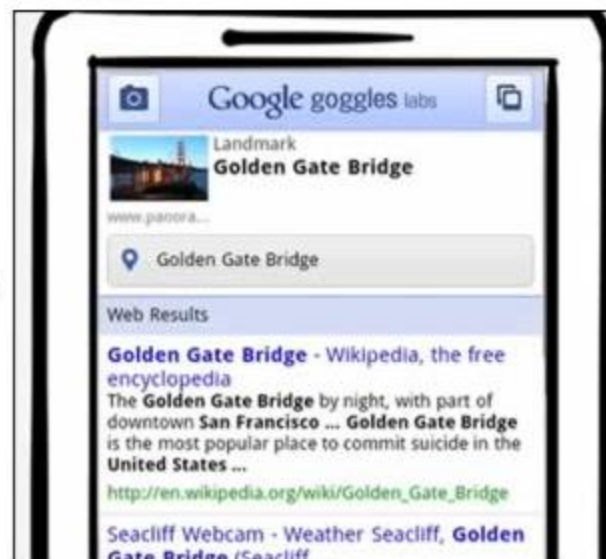 Google goggles labs
Landmark
Golden Gate Bridge
www.panora...
Golden Gate Bridge
Web Results
Golden Gate Bridge - Wikipedia, the free
encyclopedia
The Golden Gate Bridge by night, with part of
downtown San Francisco ... Golden Gate Bridge
is the most popular place to commit suicide in the
United States ...
http://en.wikipedia.org/wiki/Golden_Gate_Bridge
Seacliff Webcam - Weather Seacliff, Golden
Gate Bridge (Seacliff